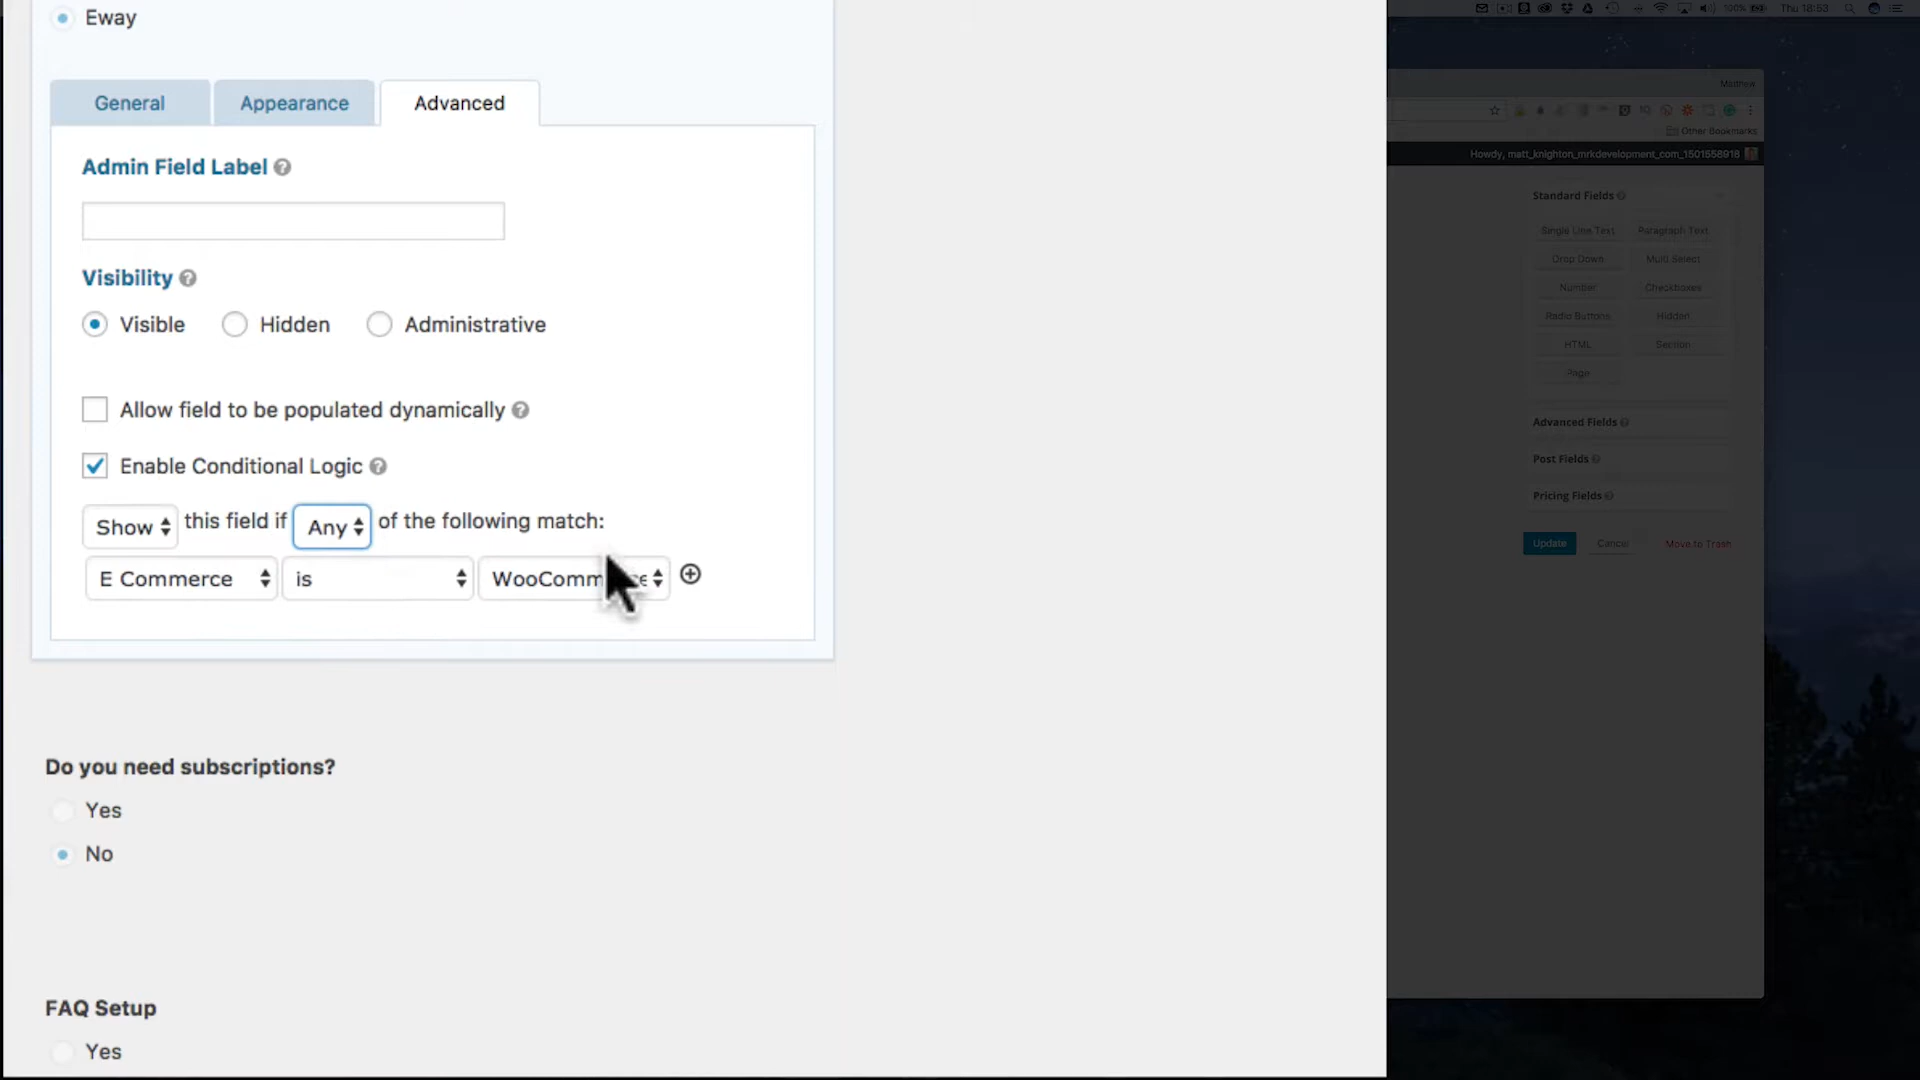 Eway
General Appearance Advanced
Admin Field Label
Visibility
Visible Hidden Administrative
Allow field to be populated dynamically
Enable Conditional Logic
Show this field if Any of the following match:
E Commerce is
Do you need subscriptions?
Yes
No
FAQ Setup
Yes
100% Thu 18:53
Matthew
Other Bookmarks
Howdy, matt_knighton_mrkdevelopment_com_1501558918
Standard Fields
Single Line Text Paragraph Text
Drop Down Multi Select
Number Checkboxes
Radio Buttons Hidden
HTML Section
Page
Advanced Fields
Post Fields
Pricing Fields
Update Cancel Move to Trash